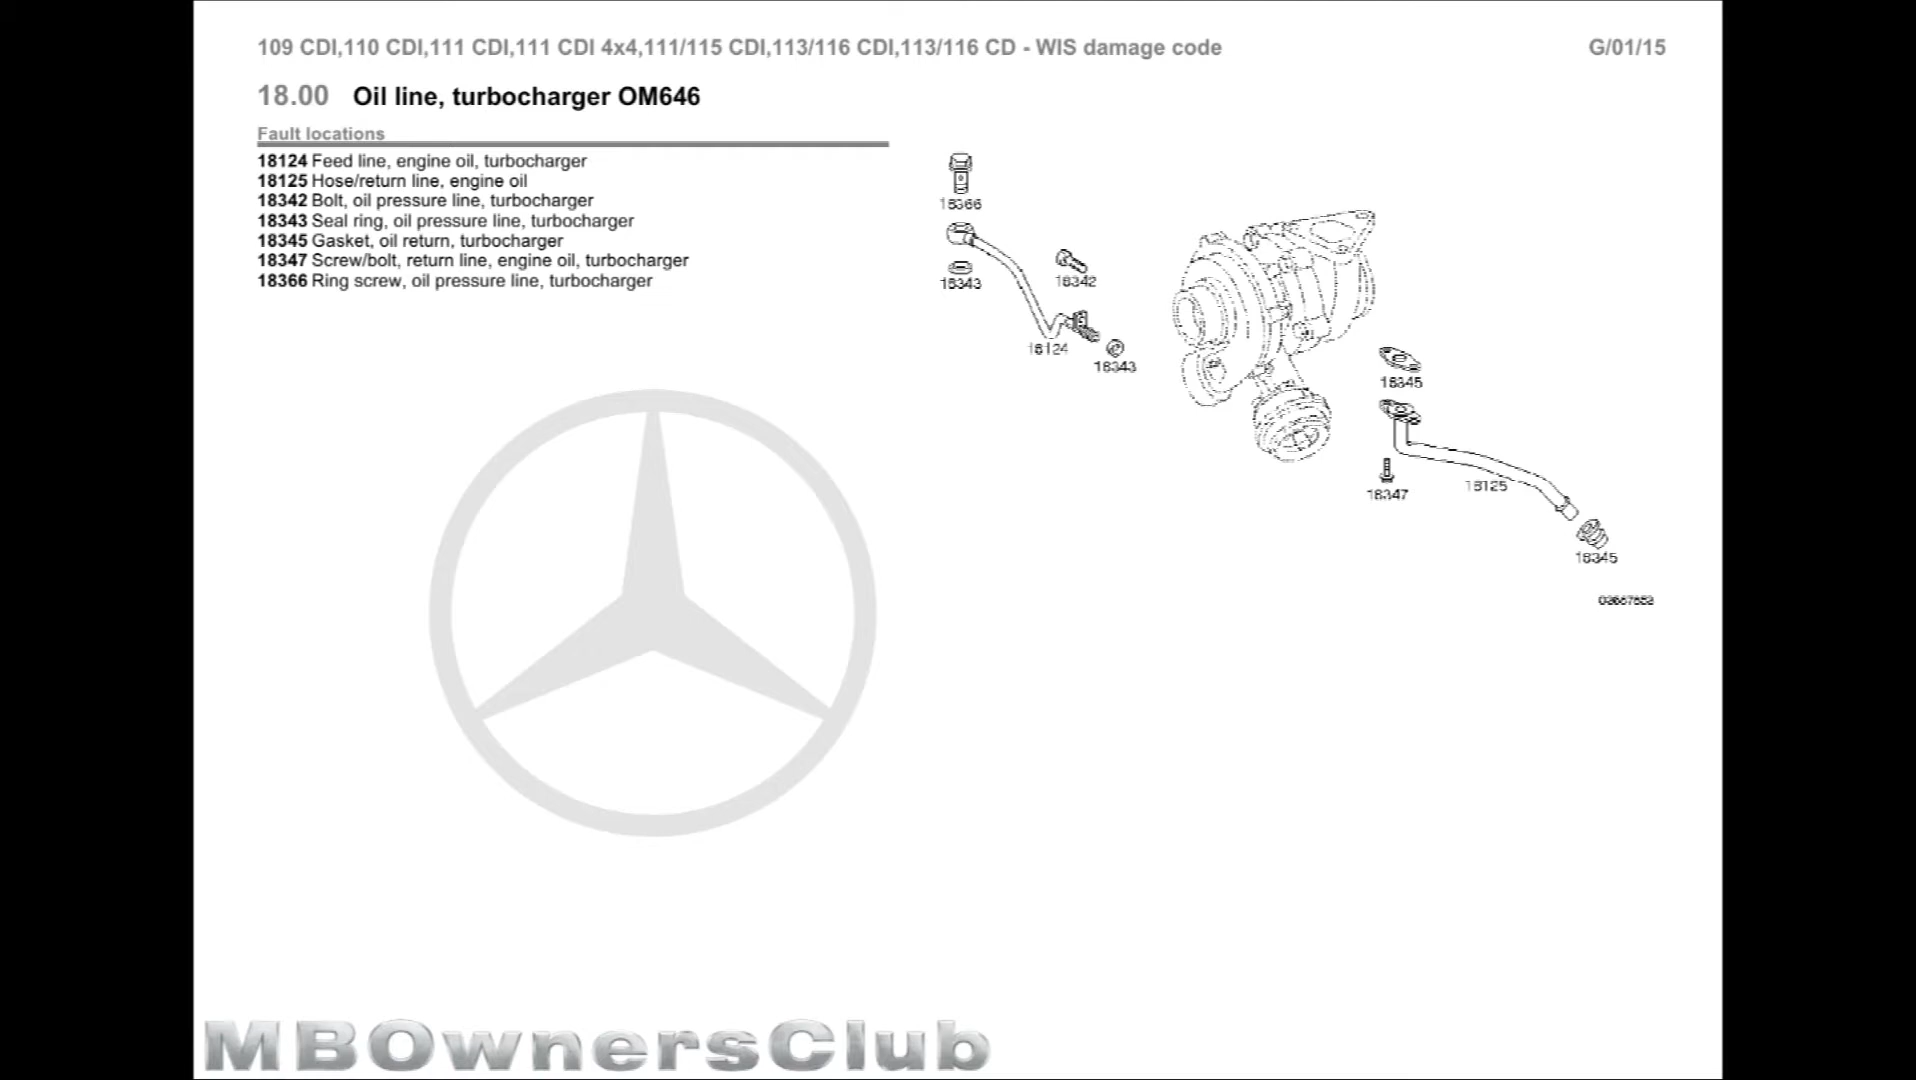 109 CDI,110 CDI,111 CDI,111 CDI 4x4,111/115 CDI,113/116 CDI,113/116 CD - WIS damage code G/01/15
18.00 Oil line, turbocharger OM646
Fault locations
18124 Feed line, engine oil, turbocharger
18125 Hose/return line, engine oil
18342 Bolt, oil pressure line, turbocharger
18343 Seal ring, oil pressure line, turbocharger
18345 Gasket, oil return, turbocharger
18347 Screw/bolt, return line, engine oil, turbocharger
18366 Ring screw, oil pressure line, turbocharger
18366
18343
18342
18124
18343
18345
18347
18125
18345
MBOwnersClub